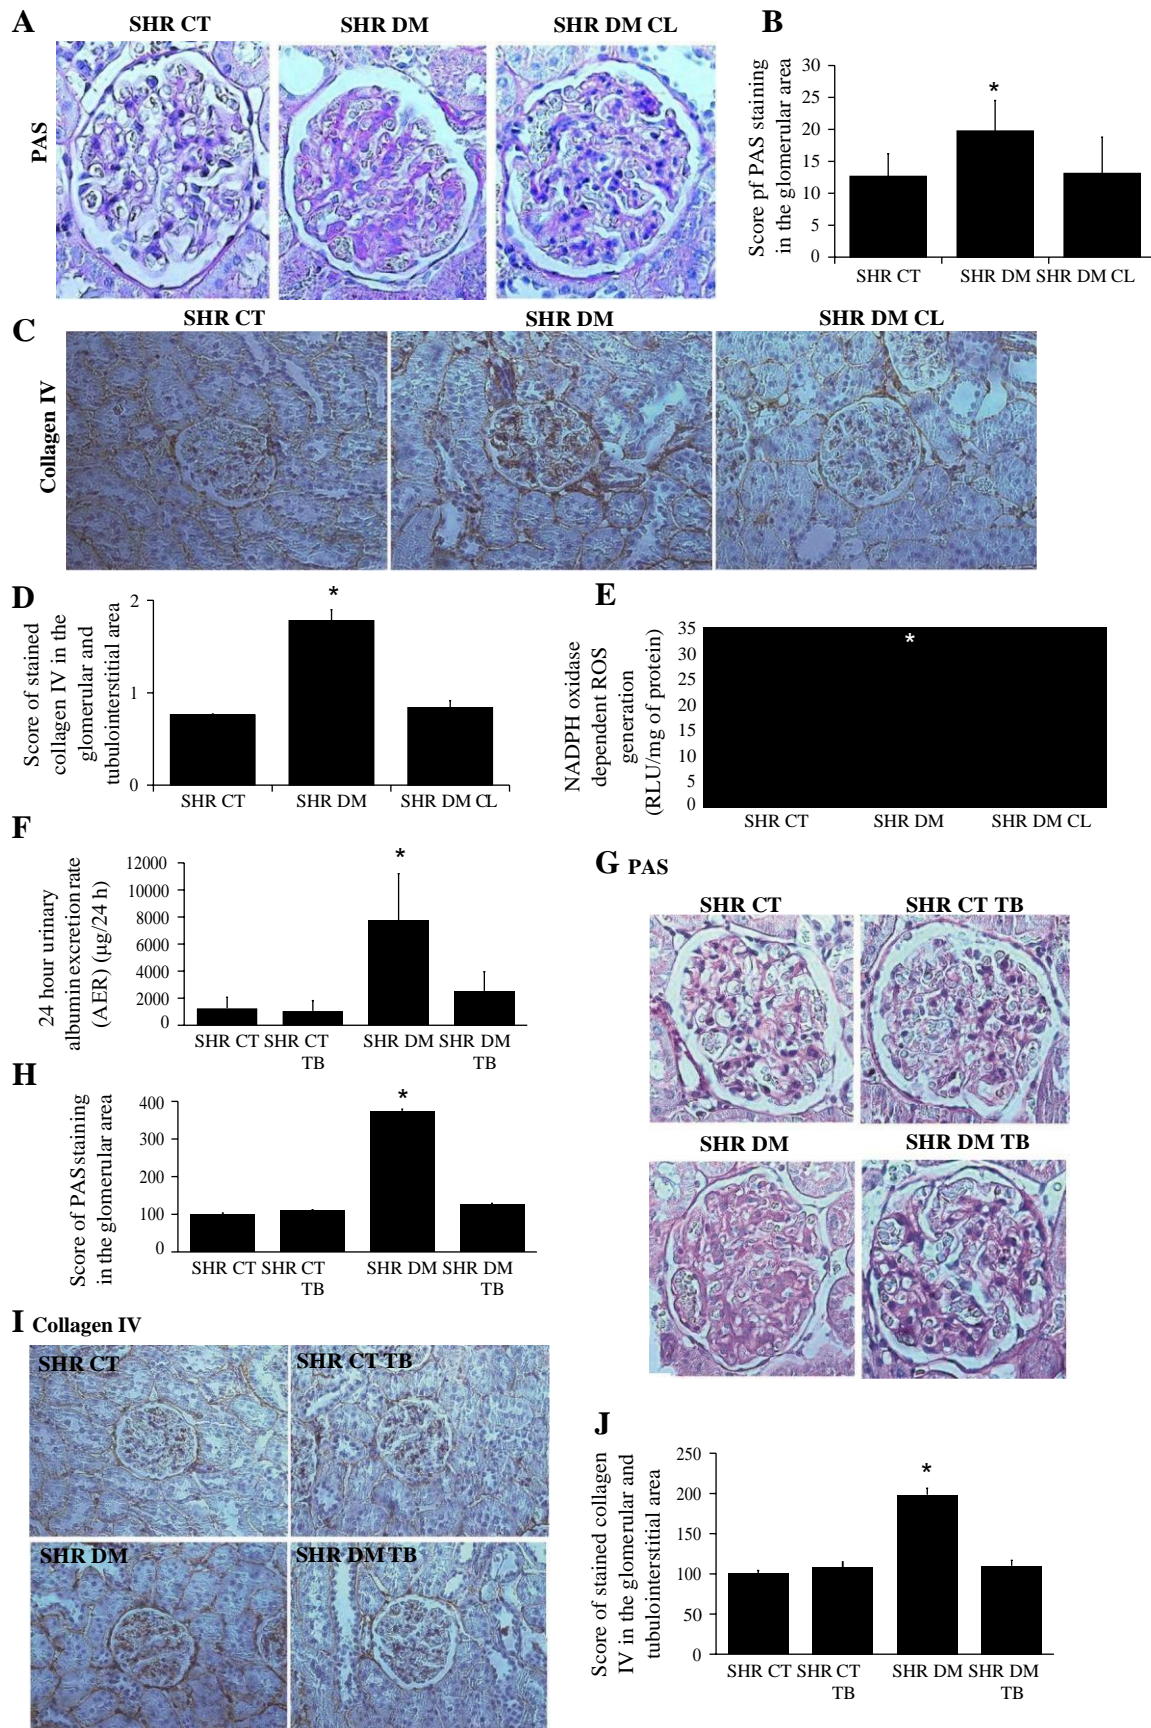 A
SHR CT
SHR DM
SHR DM CL
PAS
B
Score pf PAS staining
in the glomerular area
30
25
20
15
10
5
0
*
SHR CT
SHR DM
SHR DM CL
C
SHR CT
SHR DM
SHR DM CL
Collagen IV
D
Score of stained
collagen IV in the
glomerular and
tubulointerstitial area
2
1
0
*
SHR CT
SHR DM
SHR DM CL
E
NADPH oxidase
dependent ROS
generation
(RLU/mg of protein)
35
30
25
20
15
10
5
0
*
SHR CT
SHR DM
SHR DM CL
F
24 hour urinary
albumin excretion rate
(AER) (µg/24 h)
12000
10000
8000
6000
4000
2000
0
*
SHR CT
SHR CT
TB
SHR DM
SHR DM
TB
G PAS
SHR CT
SHR CT TB
SHR DM
SHR DM TB
H
Score of PAS staining
in the glomerular area
400
300
200
100
0
*
SHR CT
SHR CT
TB
SHR DM
SHR DM
TB
I Collagen IV
SHR CT
SHR CT TB
SHR DM
SHR DM TB
J
Score of stained collagen
IV in the glomerular and
tubulointerstitial area
250
200
150
100
50
0
*
SHR CT
SHR CT
TB
SHR DM
SHR DM
TB